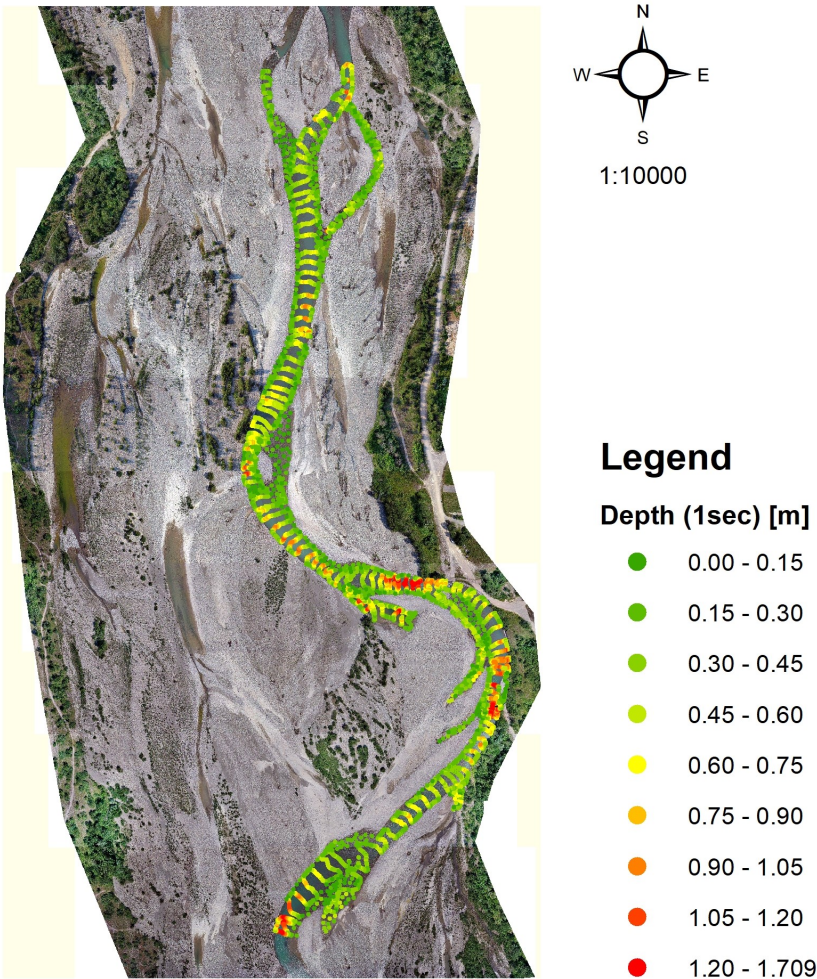 N
W E
S
1:10000
Legend
Depth (1sec) [m]
0.00 - 0.15
0.15 - 0.30
0.30 - 0.45
0.45 - 0.60
0.60 - 0.75
0.75 - 0.90
0.90 - 1.05
1.05 - 1.20
1.20 - 1.709